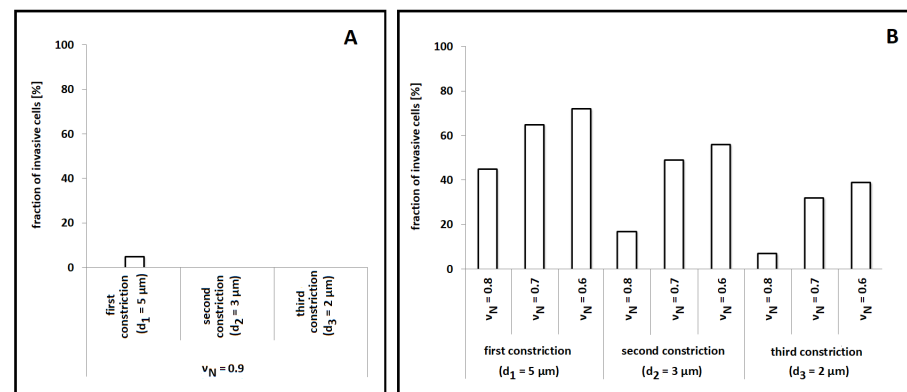 A
fraction of invasive cells [%]
100
80
60
40
20
0
first
constriction
(d1 = 5 µm)
second
constriction
(d2 = 3 µm)
third
constriction
(d3 = 2 µm)
vN = 0.9
B
fraction of invasive cells [%]
100
80
60
40
20
0
vN = 0.8
vN = 0.7
vN = 0.6
vN = 0.8
vN = 0.7
vN = 0.6
vN = 0.8
vN = 0.7
vN = 0.6
first constriction
(d1 = 5 µm)
second constriction
(d2 = 3 µm)
third constriction
(d3 = 2 µm)